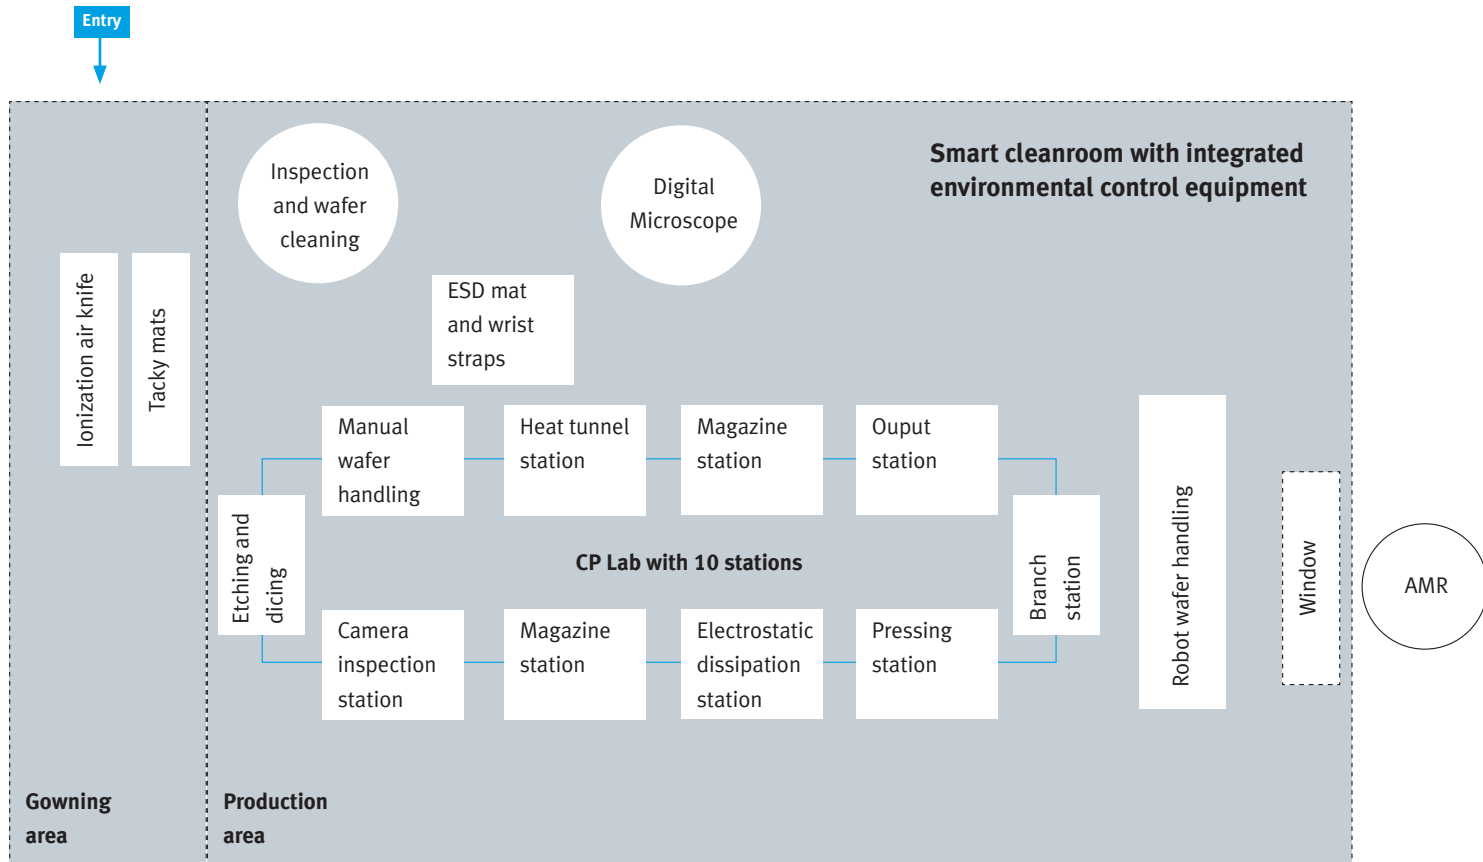 Entry
Smart cleanroom with integrated
environmental control equipment
Inspection
and wafer
cleaning
Digital
Microscope
Ionization air knife
Tacky mats
ESD mat
and wrist
straps
Manual
wafer
handling
Heat tunnel
station
Magazine
station
Ouput
station
Etching and
dicing
CP Lab with 10 stations
Branch
station
Robot wafer handling
Window
AMR
Camera
inspection
station
Magazine
station
Electrostatic
dissipation
station
Pressing
station
Gowning
area
Production
area